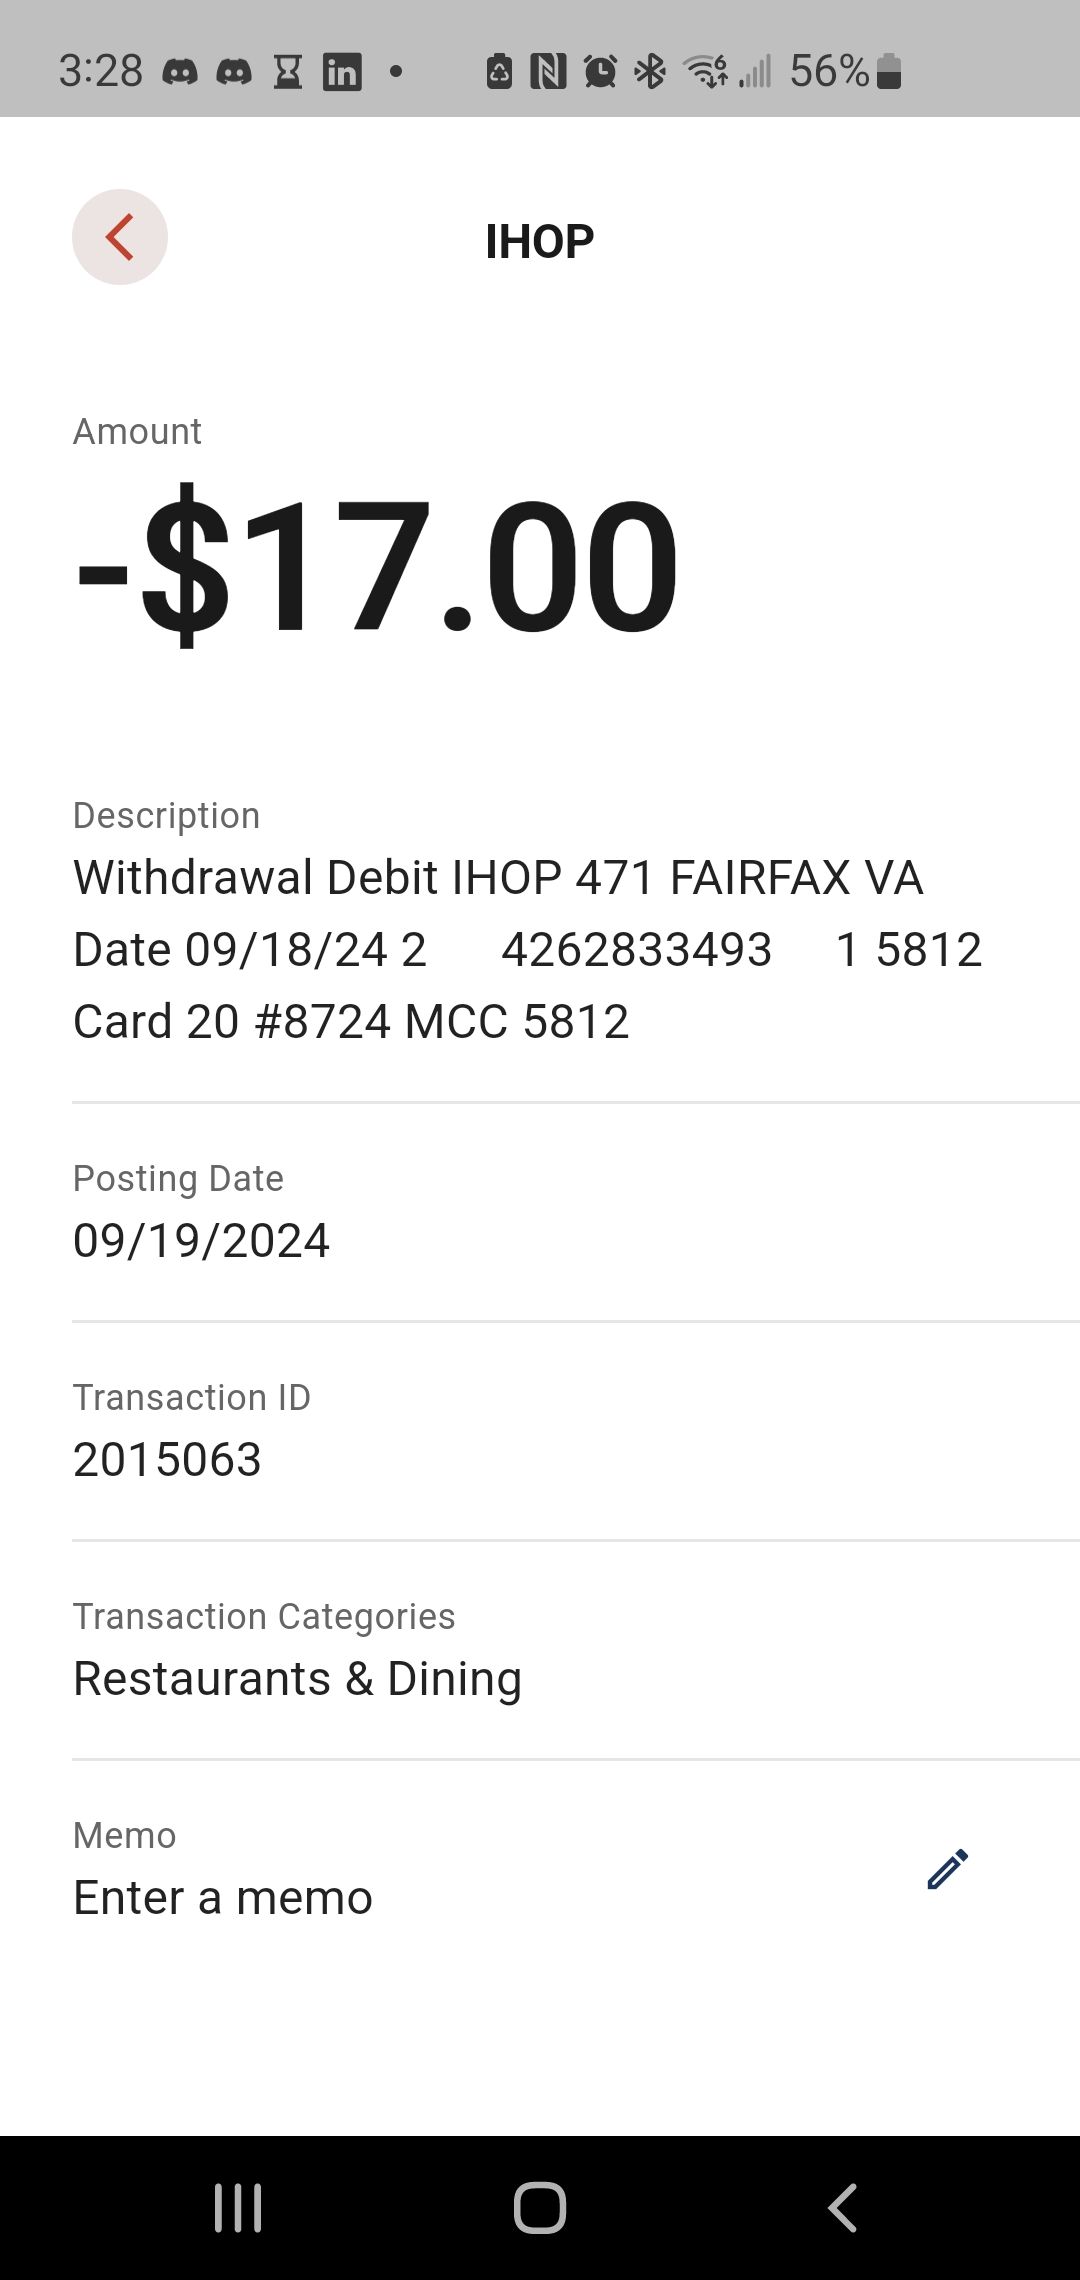 3:28 56%
IHOP
Amount
-$17.00
Description
Withdrawal Debit IHOP 471 FAIRFAX VA
Date 09/18/24 2 4262833493 1 5812
Card 20 #8724 MCC 5812
Posting Date
09/19/2024
Transaction ID
2015063
Transaction Categories
Restaurants & Dining
Memo
Enter a memo